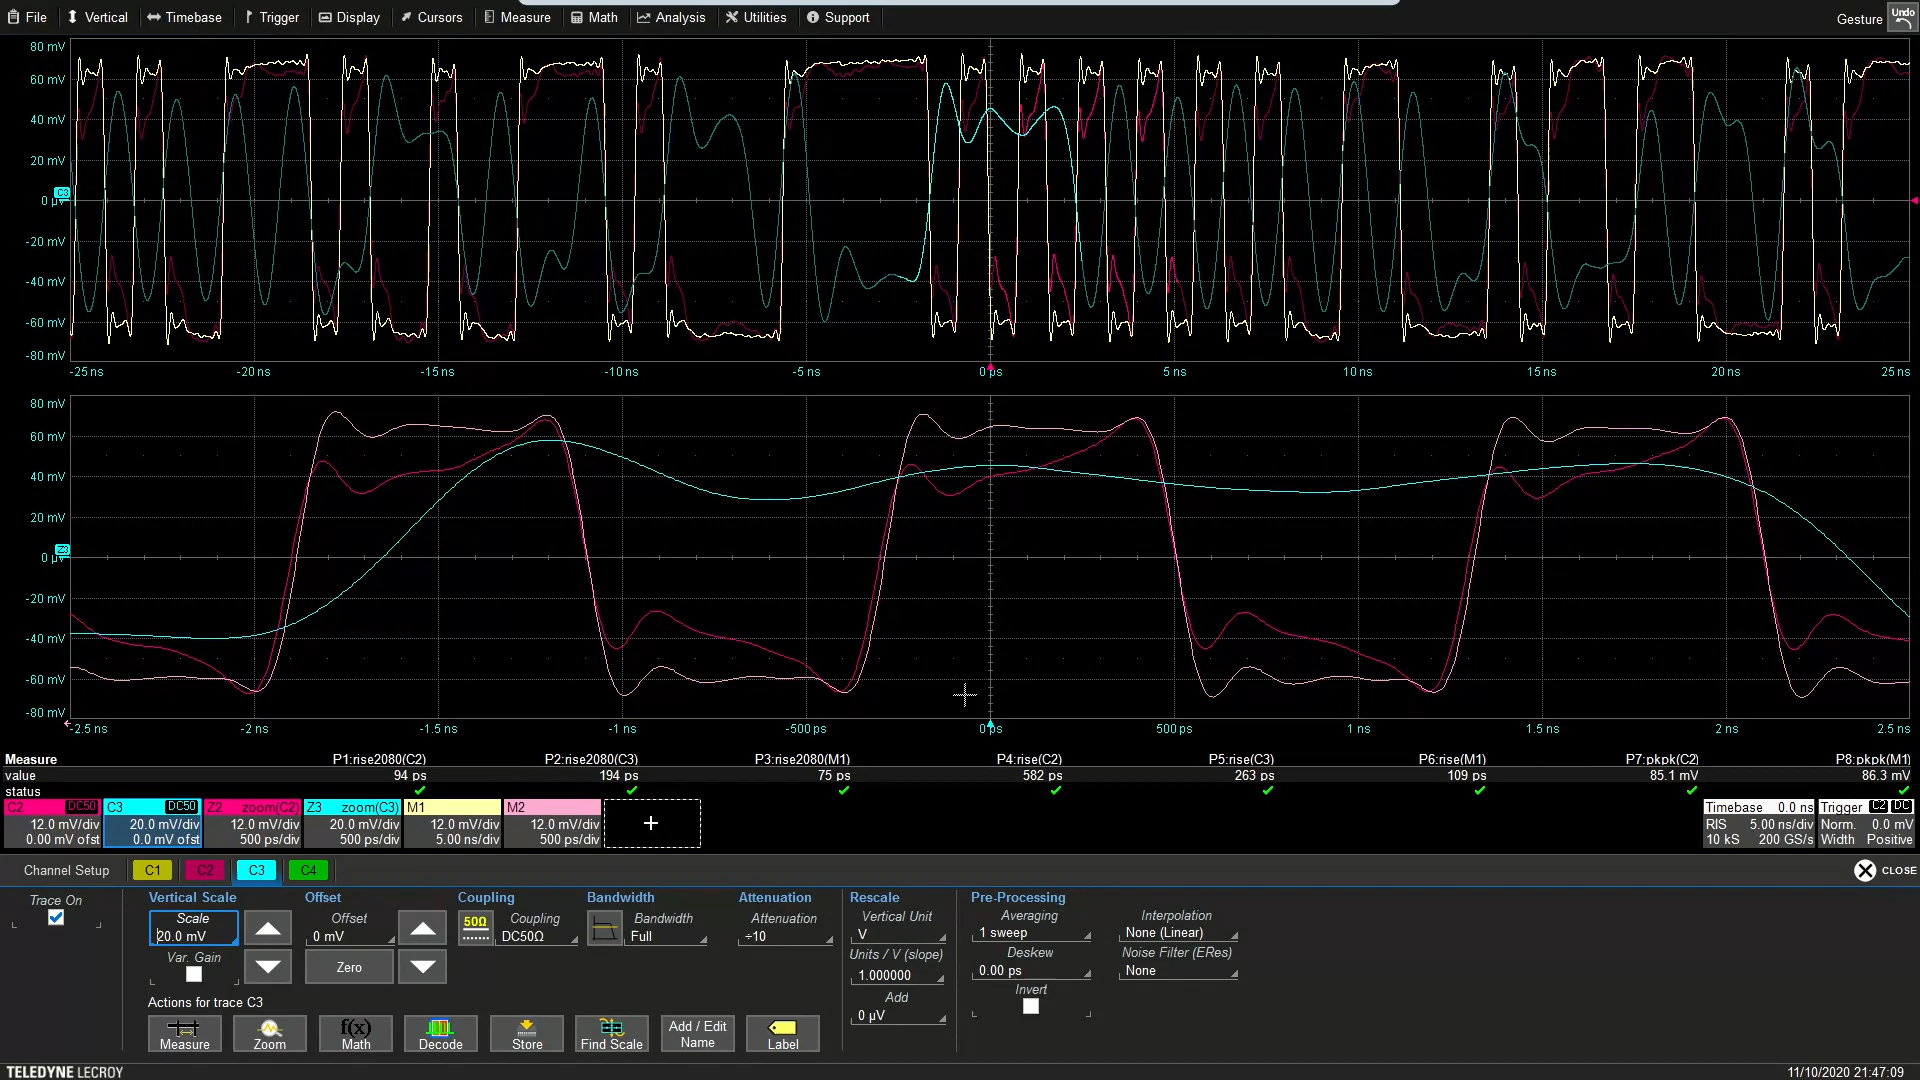 File Vertical Timebase Trigger Display Cursors Measure Math Analysis Utilities Support Gesture Undo
80 mV
60 mV
40 mV
20 mV
C3
0 µV
-20 mV
-40 mV
-60 mV
-80 mV
-25 ns -20 ns -15 ns -10 ns -5 ns 0 ps 5 ns 10 ns 15 ns 20 ns 25 ns
80 mV
60 mV
40 mV
20 mV
Z3
0 µV
-20 mV
-40 mV
-60 mV
-80 mV
-2.5 ns -2 ns -1.5 ns -1 ns -500 ps 0 ps 500 ps 1 ns 1.5 ns 2 ns 2.5 ns
Measure P1:rise2080(C2) P2:rise2080(C3) P3:rise2080(M1) P4:rise(C2) P5:rise(C3) P6:rise(M1) P7:pkpk(C2) P8:pkpk(M1)
value 94 ps 194 ps 75 ps 582 ps 263 ps 109 ps 85.1 mV 86.3 mV
status
C2 DC50 C3 DC50 Z2 zoom(C2) Z3 zoom(C3) M1 M2 Timebase 0.0 ns Trigger C2 DC
12.0 mV/div 20.0 mV/div 12.0 mV/div 20.0 mV/div 12.0 mV/div 12.0 mV/div + RIS 5.00 ns/div Norm. 0.0 mV
0.00 mV ofst 0.0 mV ofst 500 ps/div 500 ps/div 5.00 ns/div 500 ps/div 10 kS 200 GS/s Width Positive
Channel Setup C1 C2 C3 C4 CLOSE
Trace On Vertical Scale Offset Coupling Bandwidth Attenuation Rescale Pre-Processing
Scale Offset 50Ω Coupling Bandwidth Attenuation Vertical Unit Averaging Interpolation
20.0 mV 0 mV DC50Ω Full ÷10 V 1 sweep None (Linear)
Var. Gain Zero Units / V (slope) Deskew Noise Filter (ERes)
1.000000 0.00 ps None
Actions for trace C3 Add Invert
0 µV
Measure Zoom f(x) Math Decode Store Find Scale Add / Edit Name Label
TELEDYNE LECROY 11/10/2020 21:47:09